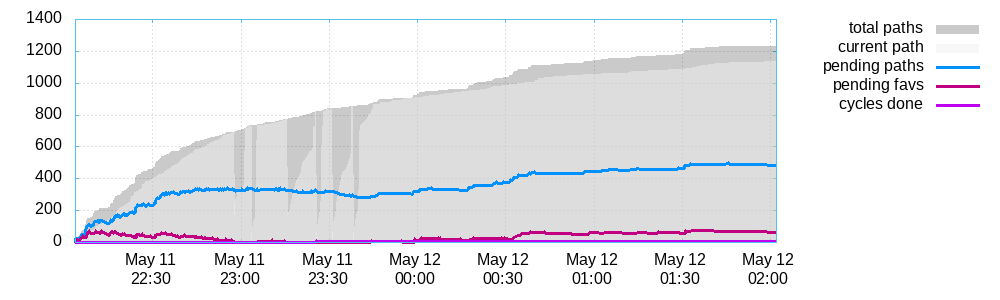 1400
1200
1000
800
600
400
200
0
May 11
22:30
May 11
23:00
May 11
23:30
May 12
00:00
May 12
00:30
May 12
01:00
May 12
01:30
May 12
02:00
total paths
current path
pending paths
pending favs
cycles done